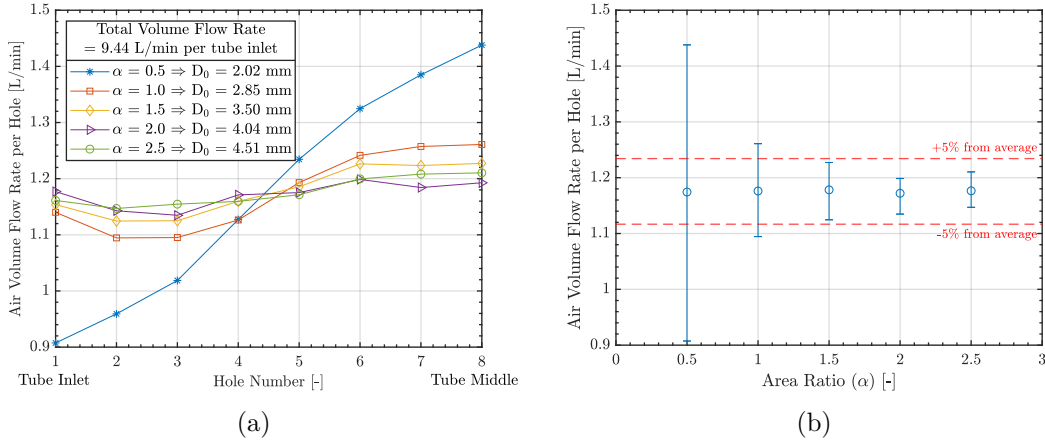 Air Volume Flow Rate per Hole [L/min]
1.5
1.4
1.3
1.2
1.1
1
0.9
Total Volume Flow Rate
= 9.44 L/min per tube inlet
α = 0.5 ⇒ D₀ = 2.02 mm
α = 1.0 ⇒ D₀ = 2.85 mm
α = 1.5 ⇒ D₀ = 3.50 mm
α = 2.0 ⇒ D₀ = 4.04 mm
α = 2.5 ⇒ D₀ = 4.51 mm
1 2 3 4 5 6 7 8
Tube Inlet Hole Number [-] Tube Middle
(a)
Air Volume Flow Rate per Hole [L/min]
1.5
1.4
1.3
1.2
1.1
1
0.9
+5% from average
-5% from average
0 0.5 1 1.5 2 2.5 3
Area Ratio (α) [-]
(b)